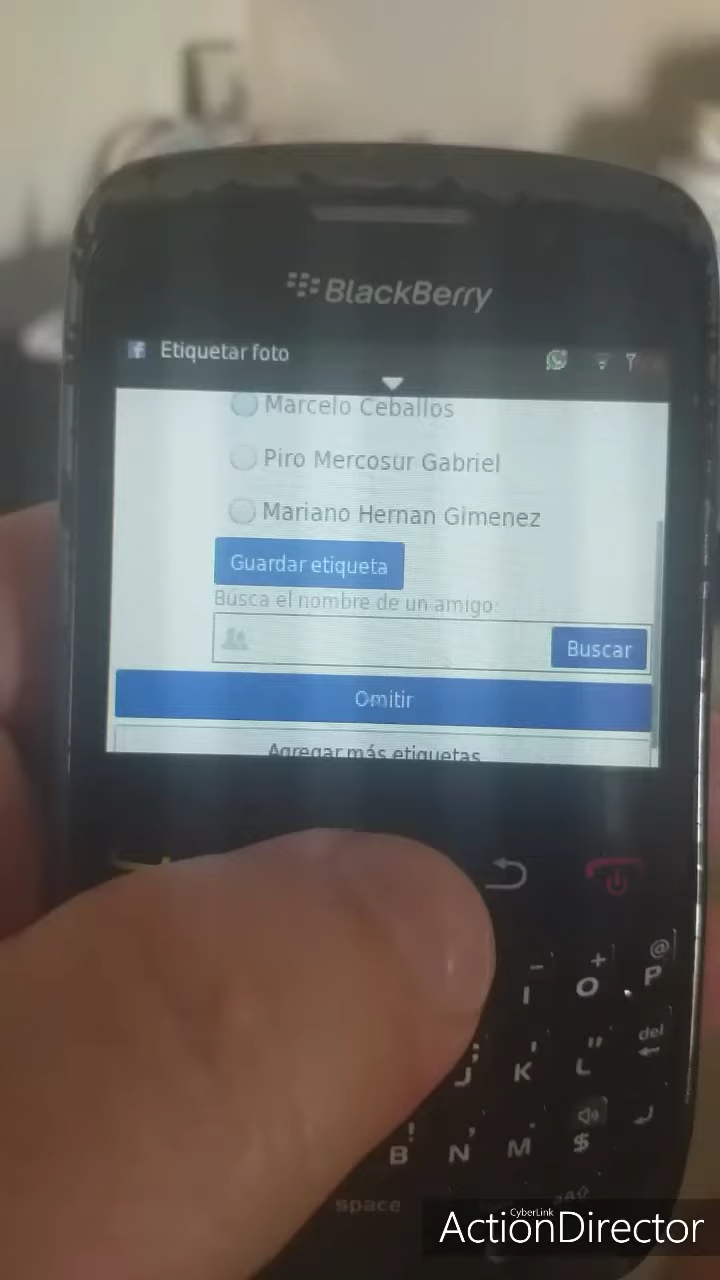 BlackBerry
Etiquetar foto
Marcelo Ceballos
Piro Mercosur Gabriel
Mariano Hernan Gimenez
Guardar etiqueta
Busca el nombre de un amigo:
Buscar
Omitir
Agregar más etiquetas
@
_ + P
I O
del
; ' " 
J K L
! , .
B N M $
space
CyberLink
ActionDirector